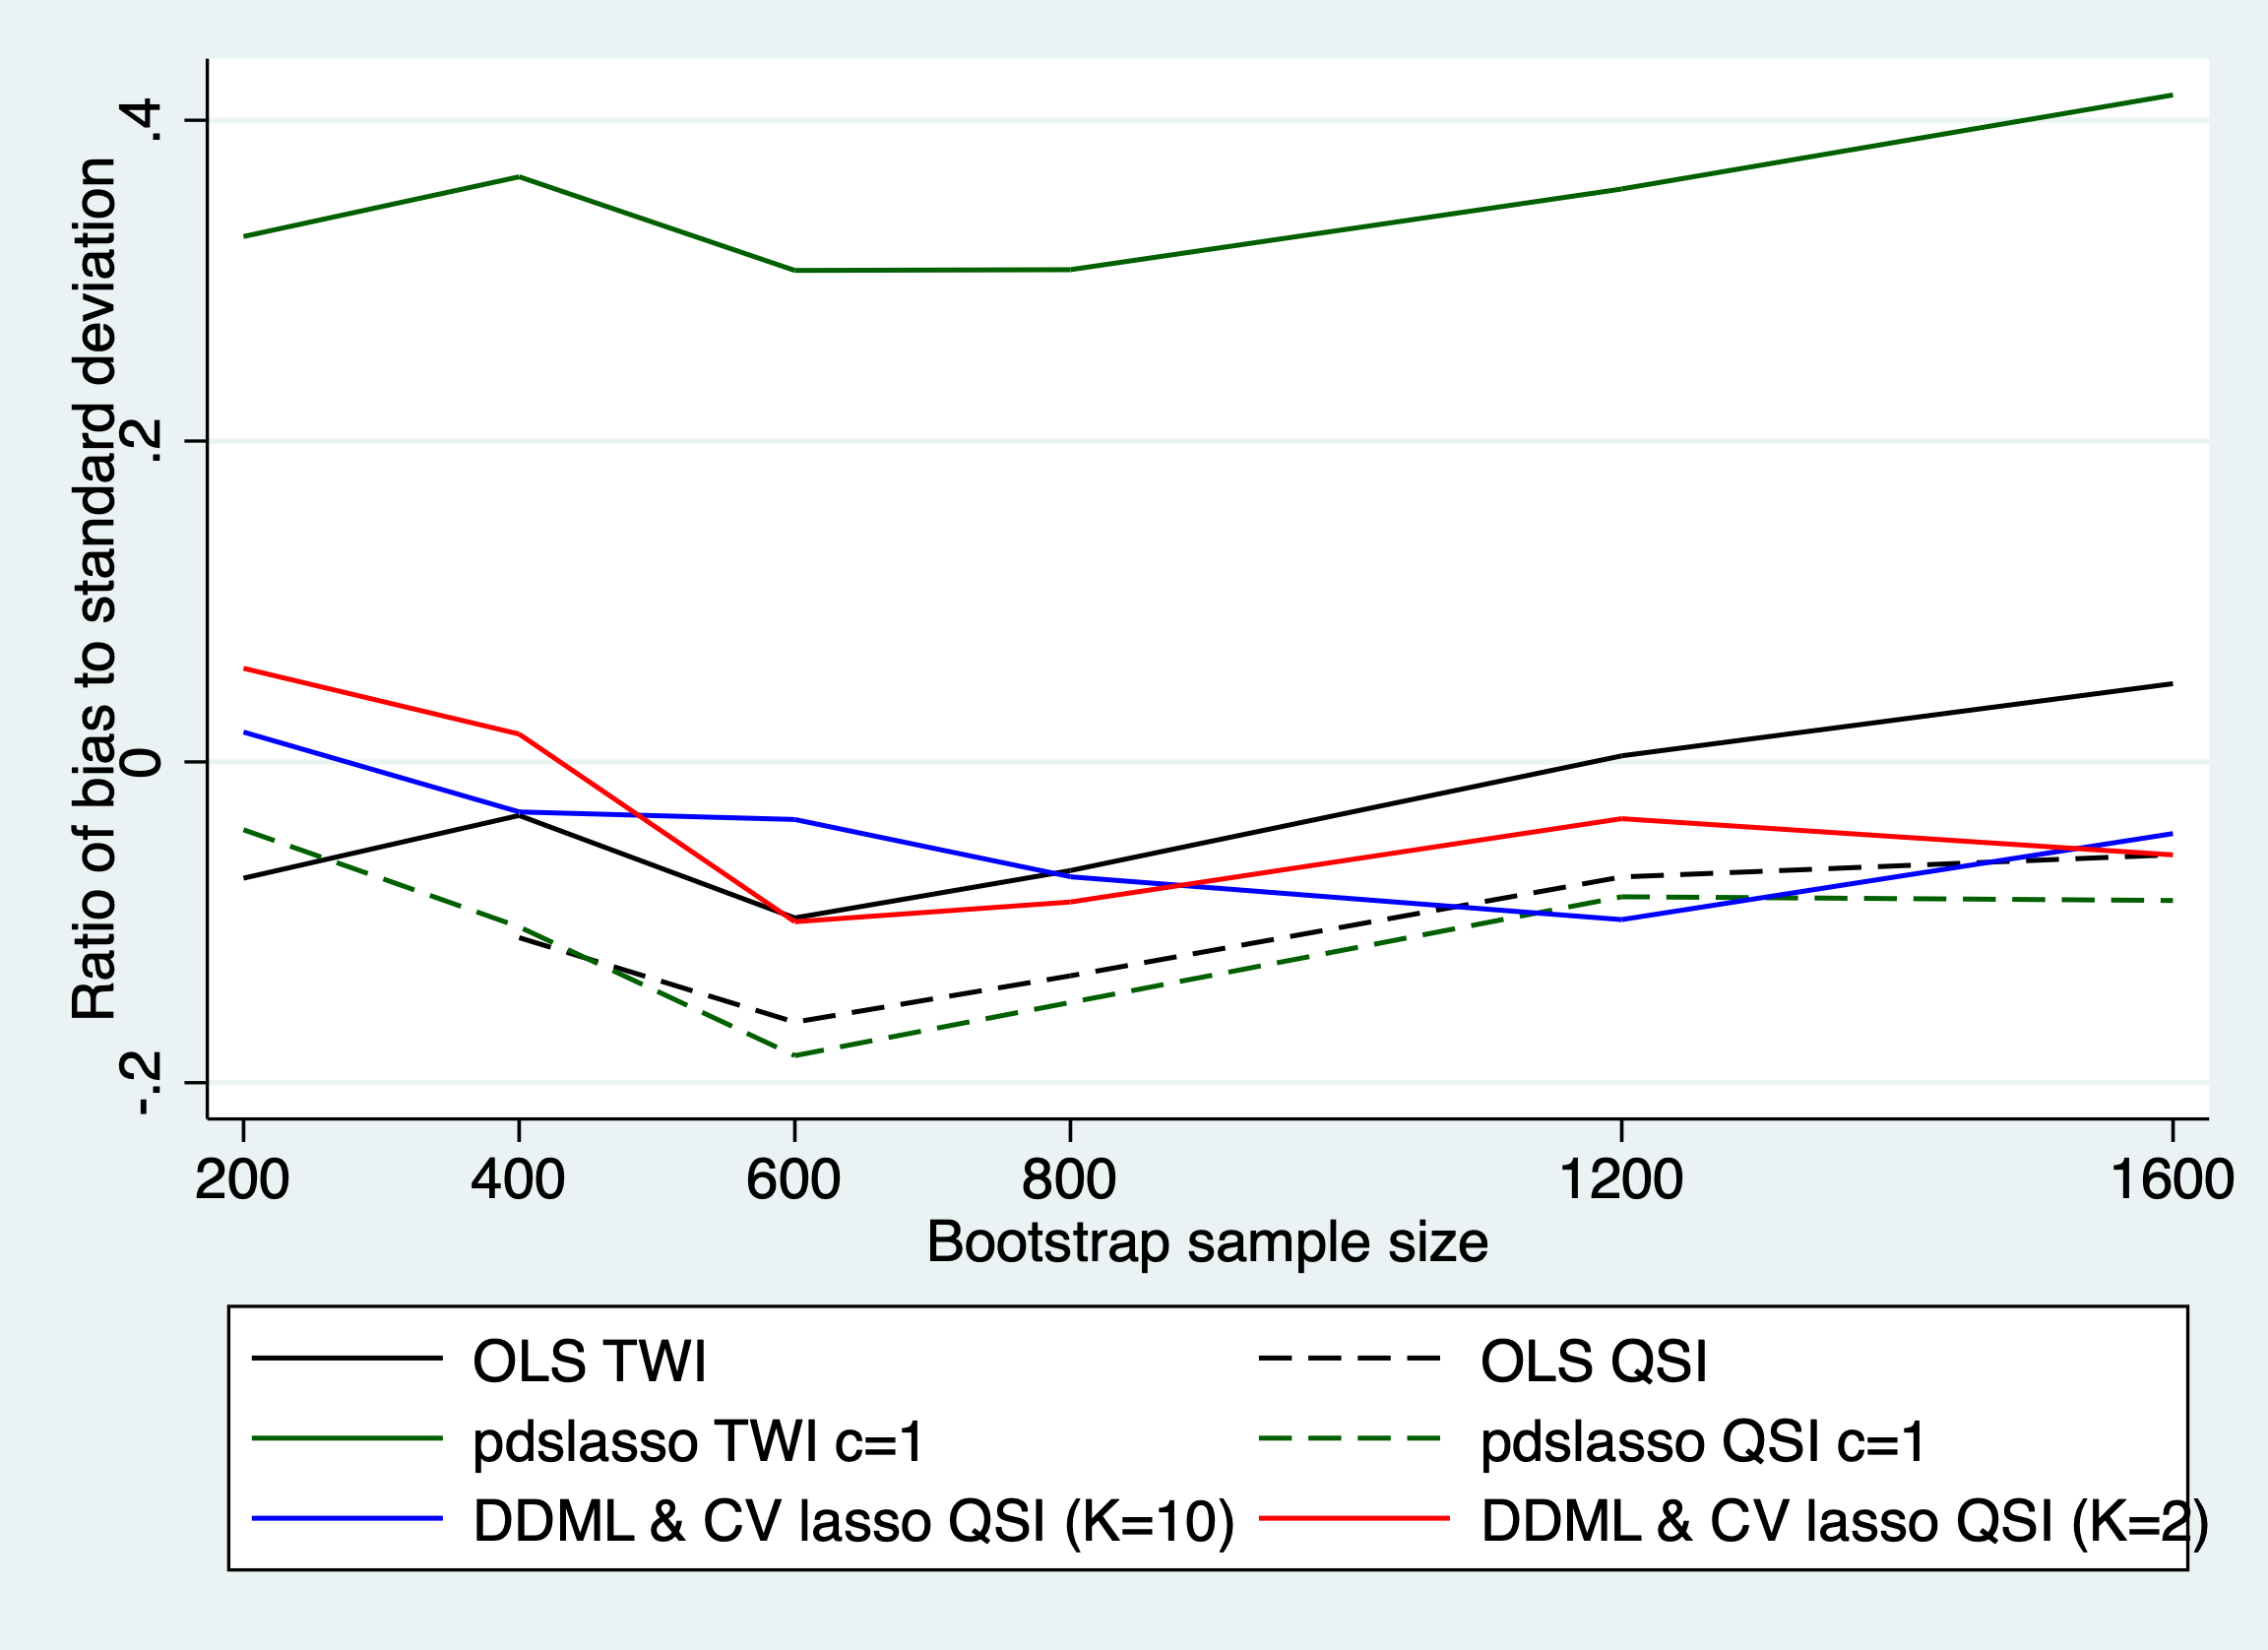 Ratio of bias to standard deviation
.4
.2
0
-.2
200 400 600 800 1200 1600
Bootstrap sample size
OLS TWI OLS QSI
pdslasso TWI c=1 pdslasso QSI c=1
DDML & CV lasso QSI (K=10) DDML & CV lasso QSI (K=2)